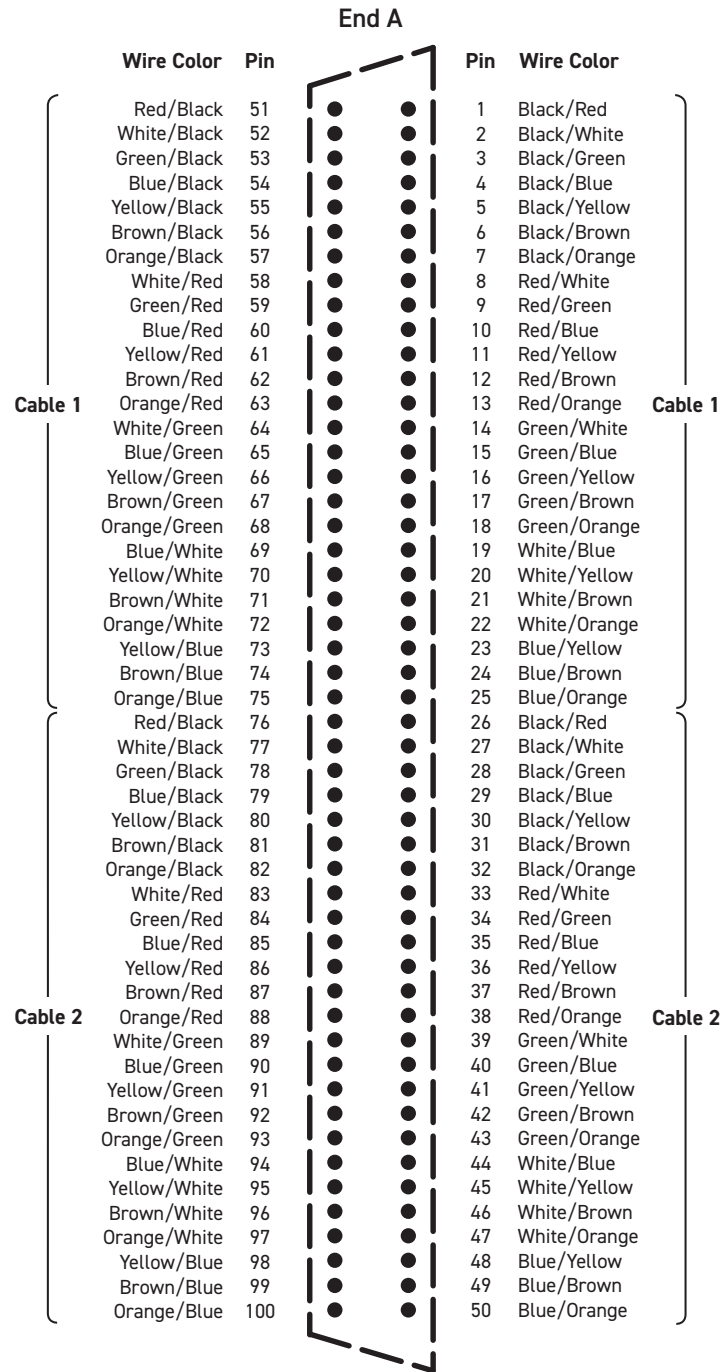 End A
Wire Color Pin Pin Wire Color
Red/Black 51 1 Black/Red
White/Black 52 2 Black/White
Green/Black 53 3 Black/Green
Blue/Black 54 4 Black/Blue
Yellow/Black 55 5 Black/Yellow
Brown/Black 56 6 Black/Brown
Orange/Black 57 7 Black/Orange
White/Red 58 8 Red/White
Green/Red 59 9 Red/Green
Blue/Red 60 10 Red/Blue
Yellow/Red 61 11 Red/Yellow
Brown/Red 62 12 Red/Brown
Cable 1 Orange/Red 63 13 Red/Orange Cable 1
White/Green 64 14 Green/White
Blue/Green 65 15 Green/Blue
Yellow/Green 66 16 Green/Yellow
Brown/Green 67 17 Green/Brown
Orange/Green 68 18 Green/Orange
Blue/White 69 19 White/Blue
Yellow/White 70 20 White/Yellow
Brown/White 71 21 White/Brown
Orange/White 72 22 White/Orange
Yellow/Blue 73 23 Blue/Yellow
Brown/Blue 74 24 Blue/Brown
Orange/Blue 75 25 Blue/Orange
Red/Black 76 26 Black/Red
White/Black 77 27 Black/White
Green/Black 78 28 Black/Green
Blue/Black 79 29 Black/Blue
Yellow/Black 80 30 Black/Yellow
Brown/Black 81 31 Black/Brown
Orange/Black 82 32 Black/Orange
White/Red 83 33 Red/White
Green/Red 84 34 Red/Green
Blue/Red 85 35 Red/Blue
Yellow/Red 86 36 Red/Yellow
Brown/Red 87 37 Red/Brown
Cable 2 Orange/Red 88 38 Red/Orange Cable 2
White/Green 89 39 Green/White
Blue/Green 90 40 Green/Blue
Yellow/Green 91 41 Green/Yellow
Brown/Green 92 42 Green/Brown
Orange/Green 93 43 Green/Orange
Blue/White 94 44 White/Blue
Yellow/White 95 45 White/Yellow
Brown/White 96 46 White/Brown
Orange/White 97 47 White/Orange
Yellow/Blue 98 48 Blue/Yellow
Brown/Blue 99 49 Blue/Brown
Orange/Blue 100 50 Blue/Orange